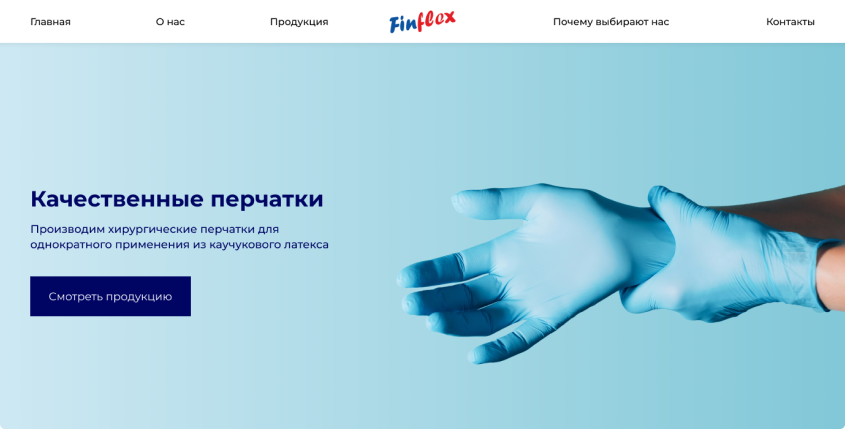 Главная
О нас
Продукция
Finflex
Почему выбирают нас
Контакты
Качественные перчатки
Производим хирургические перчатки для
однократного применения из каучукового латекса
Смотреть продукцию